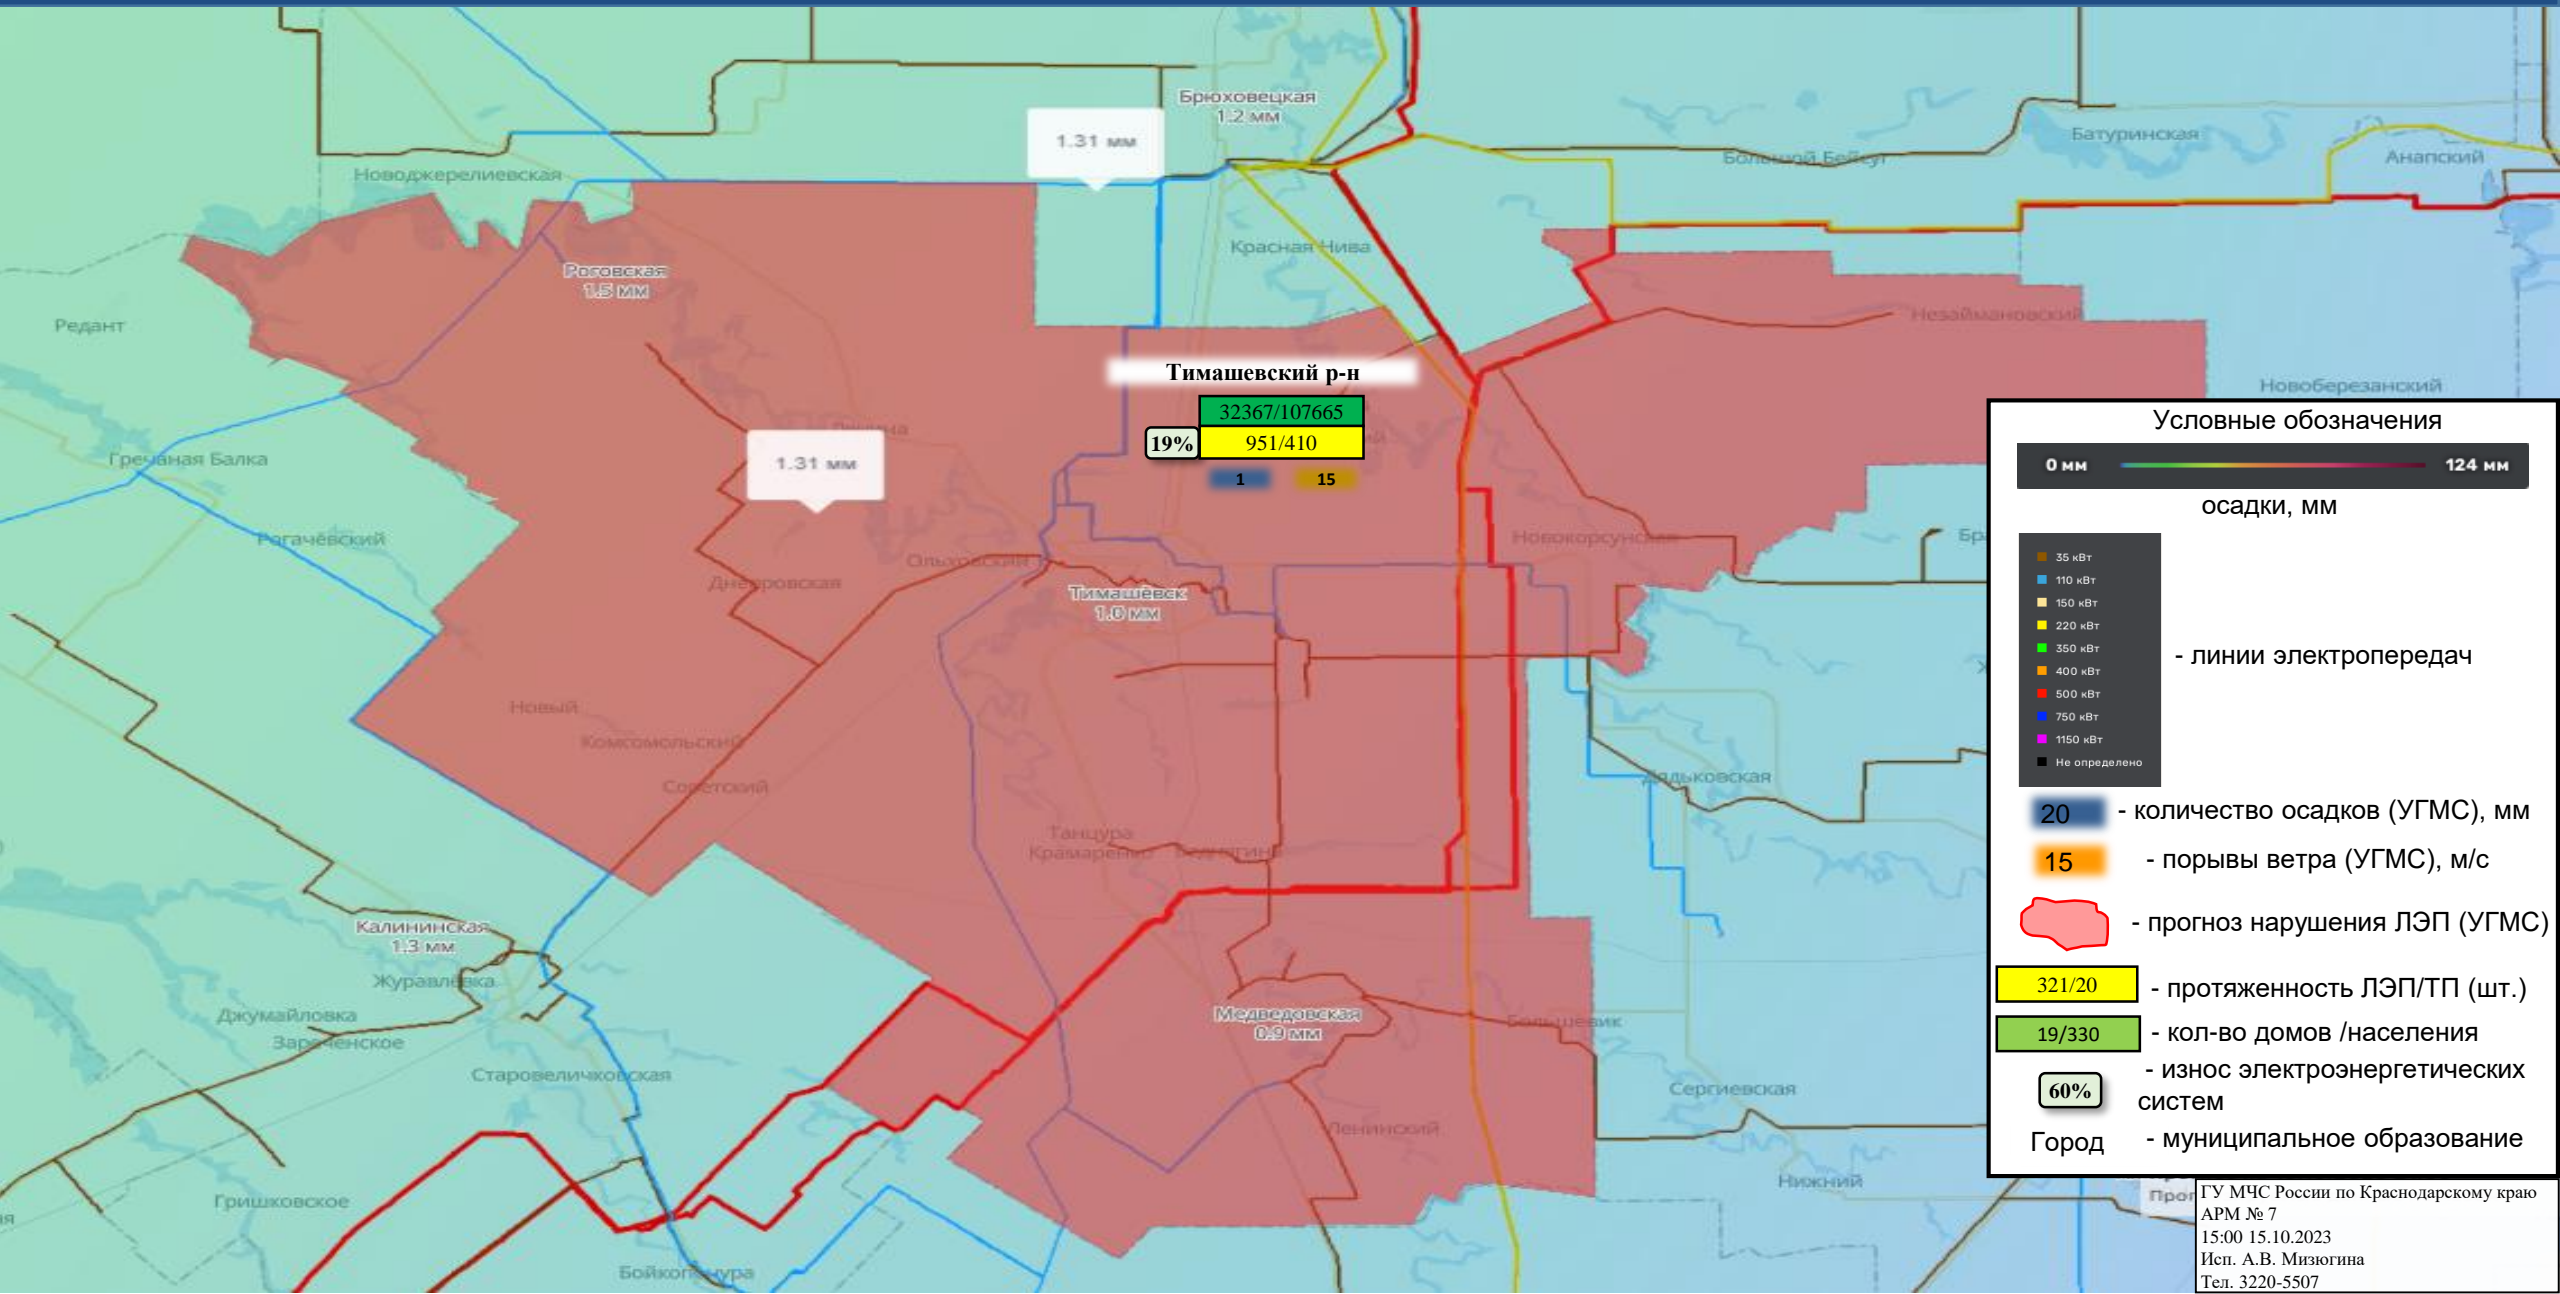 Брюховецкая
1.2 мм
1.31 мм
Батуринская
Большой Бейсуг
Анапский
Новоджерелиевская
Красная Нива
Роговская
1.5 мм
Редант
Незаймановский
Тимашевский р-н
Новоберезанский
32367/107665
19%
951/410
1
15
1.31 мм
Гречаная Балка
Рогачёвский
Ольховский
Новокорсунская
Днепровская
Тимашёвск
1.0 мм
Новый
Комсомольский
Советский
Дядьковская
Танцура
Крамаренко
Беднягина
Калининская
1.3 мм
Журавлёвка
Джумайловка
Зареченское
Медведовская
0.9 мм
Большевик
Старовеличковская
Сергиевская
Ленинский
Гришковское
Нижний
Бойкопонура
Условные обозначения
0 мм
124 мм
осадки, мм
35 кВт
110 кВт
150 кВт
220 кВт
350 кВт
400 кВт
500 кВт
750 кВт
1150 кВт
Не определено
- линии электропередач
20
- количество осадков (УГМС), мм
15
- порывы ветра (УГМС), м/с
- прогноз нарушения ЛЭП (УГМС)
321/20
- протяженность ЛЭП/ТП (шт.)
19/330
- кол-во домов /населения
60%
- износ электроэнергетических
систем
Город
- муниципальное образование
ГУ МЧС России по Краснодарскому краю
АРМ № 7
15:00 15.10.2023
Исп. А.В. Мизюгина
Тел. 3220-5507